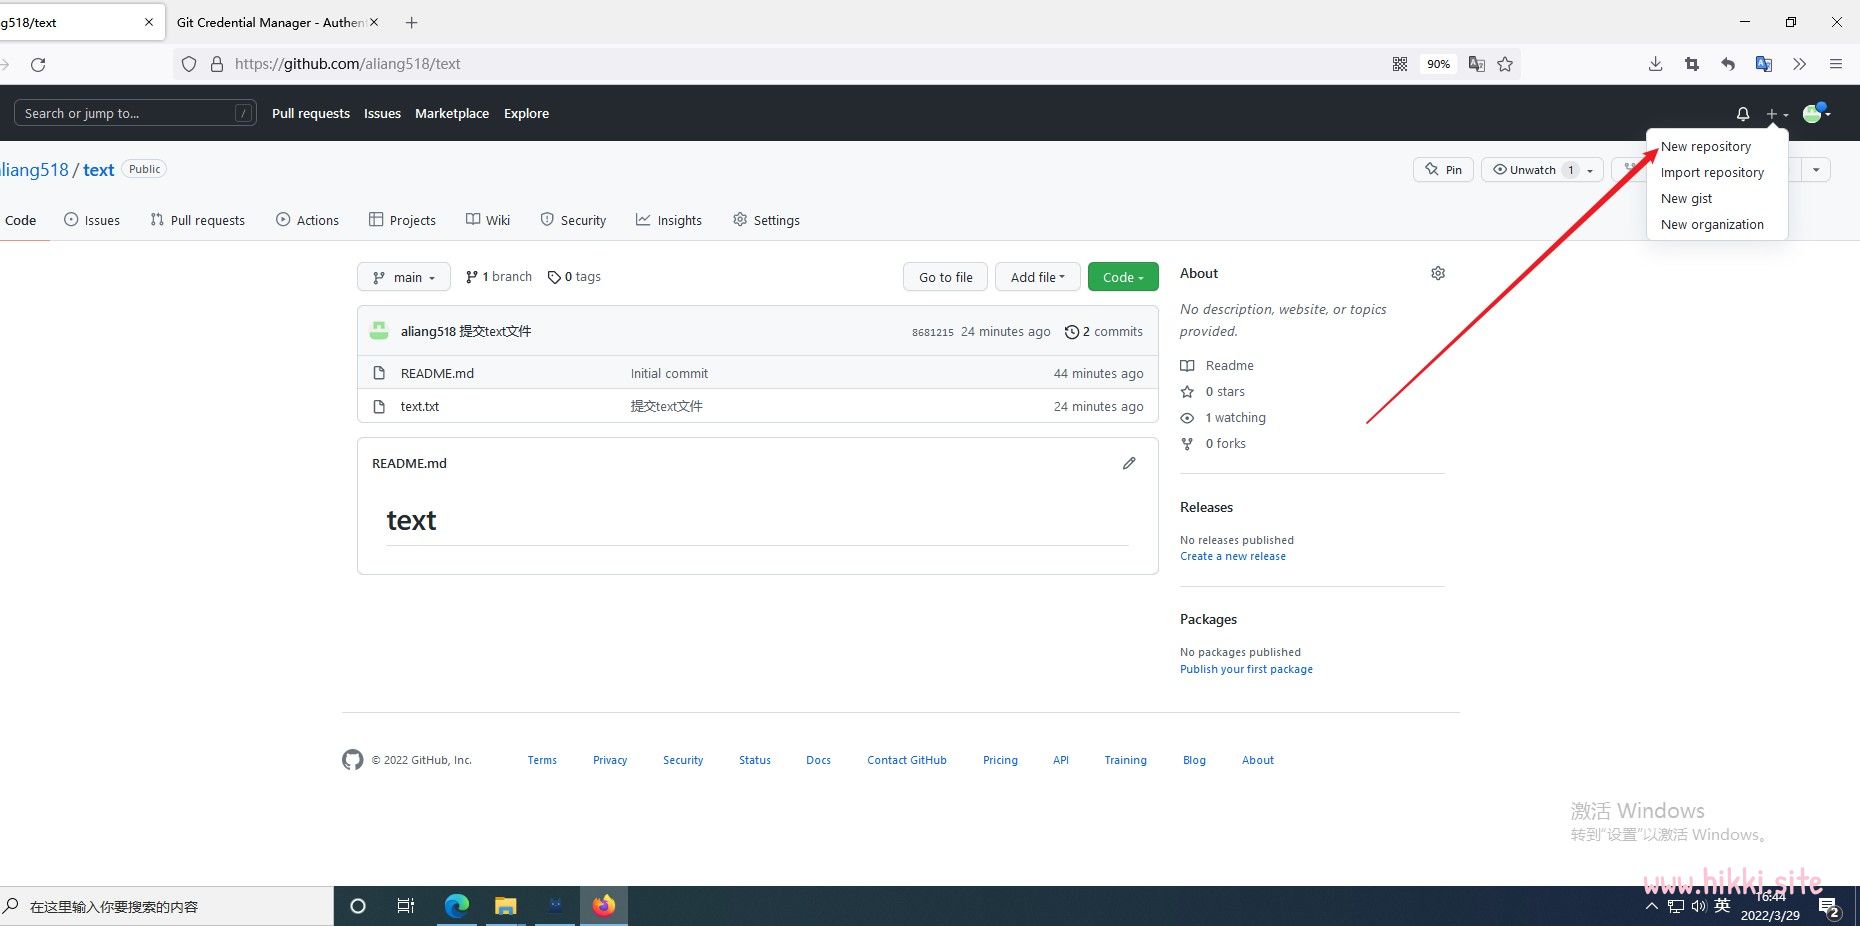 g518/text
Git Credential Manager - Authent
https://github.com/aliang518/text
90%
Search or jump to...
/
Pull requests
Issues
Marketplace
Explore
New repository
Import repository
New gist
New organization
liang518 / text
Public
Pin
Unwatch 1
Code
Issues
Pull requests
Actions
Projects
Wiki
Security
Insights
Settings
main
1 branch
0 tags
Go to file
Add file
Code
aliang518 提交text文件
8681215 24 minutes ago
2 commits
README.md
Initial commit
44 minutes ago
text.txt
提交text文件
24 minutes ago
README.md
text
About
No description, website, or topics
provided.
Readme
0 stars
1 watching
0 forks
Releases
No releases published
Create a new release
Packages
No packages published
Publish your first package
© 2022 GitHub, Inc.
Terms
Privacy
Security
Status
Docs
Contact GitHub
Pricing
API
Training
Blog
About
激活 Windows
转到“设置”以激活 Windows。
www.hikki.site
在这里输入你要搜索的内容
英
16:44
2022/3/29
2